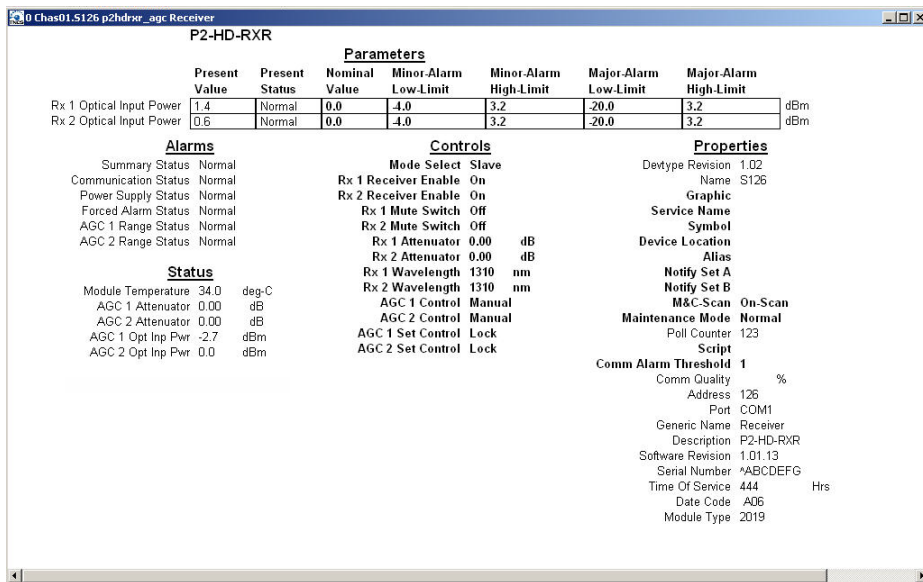 0 Chas01.S126 p2hdrxr_agc Receiver
P2-HD-RXR
Parameters
Present Value Present Status Nominal Value Minor-Alarm Low-Limit Minor-Alarm High-Limit Major-Alarm Low-Limit Major-Alarm High-Limit
Rx 1 Optical Input Power 1.4 Normal 0.0 -4.0 3.2 -20.0 3.2 dBm
Rx 2 Optical Input Power 0.6 Normal 0.0 -4.0 3.2 -20.0 3.2 dBm
Alarms
Summary Status Normal
Communication Status Normal
Power Supply Status Normal
Forced Alarm Status Normal
AGC 1 Range Status Normal
AGC 2 Range Status Normal
Status
Module Temperature 34.0 deg-C
AGC 1 Attenuator 0.00 dB
AGC 2 Attenuator 0.00 dB
AGC 1 Opt Inp Pwr -2.7 dBm
AGC 2 Opt Inp Pwr 0.0 dBm
Controls
Mode Select Slave
Rx 1 Receiver Enable On
Rx 2 Receiver Enable On
Rx 1 Mute Switch Off
Rx 2 Mute Switch Off
Rx 1 Attenuator 0.00 dB
Rx 2 Attenuator 0.00 dB
Rx 1 Wavelength 1310 nm
Rx 2 Wavelength 1310 nm
AGC 1 Control Manual
AGC 2 Control Manual
AGC 1 Set Control Lock
AGC 2 Set Control Lock
Properties
Devtype Revision 1.02
Name S126
Graphic
Service Name
Symbol
Device Location
Alias
Notify Set A
Notify Set B
M&C-Scan On-Scan
Maintenance Mode Normal
Poll Counter 123
Script
Comm Alarm Threshold 1
Comm Quality %
Address 126
Port COM1
Generic Name Receiver
Description P2-HD-RXR
Software Revision 1.01.13
Serial Number ^ABCDEFG
Time Of Service 444 Hrs
Date Code A06
Module Type 2019